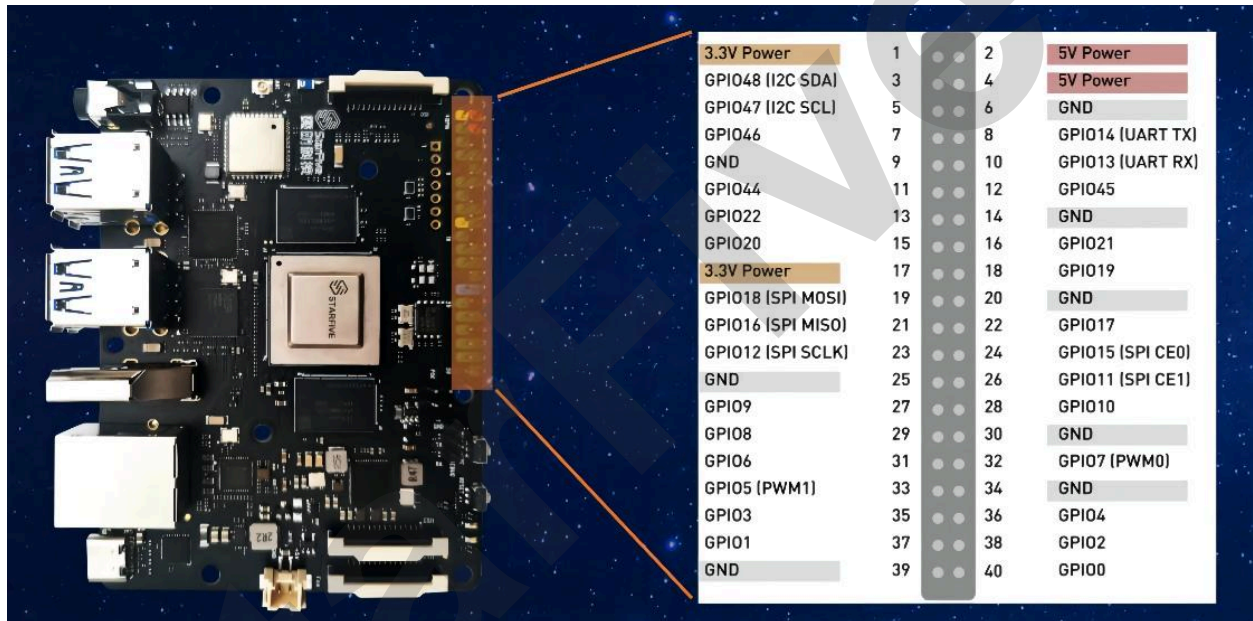 3.3V Power 1 2 5V Power
GPIO48 (I2C SDA) 3 4 5V Power
GPIO47 (I2C SCL) 5 6 GND
GPIO46 7 8 GPIO14 (UART TX)
GND 9 10 GPIO13 (UART RX)
GPIO44 11 12 GPIO45
GPIO22 13 14 GND
GPIO20 15 16 GPIO21
3.3V Power 17 18 GPIO19
GPIO18 (SPI MOSI) 19 20 GND
GPIO16 (SPI MISO) 21 22 GPIO17
GPIO12 (SPI SCLK) 23 24 GPIO15 (SPI CE0)
GND 25 26 GPIO11 (SPI CE1)
GPIO9 27 28 GPIO10
GPIO8 29 30 GND
GPIO6 31 32 GPIO7 (PWM0)
GPIO5 (PWM1) 33 34 GND
GPIO3 35 36 GPIO4
GPIO1 37 38 GPIO2
GND 39 40 GPIO0
StarFive
STARFIVE
2R2
R47